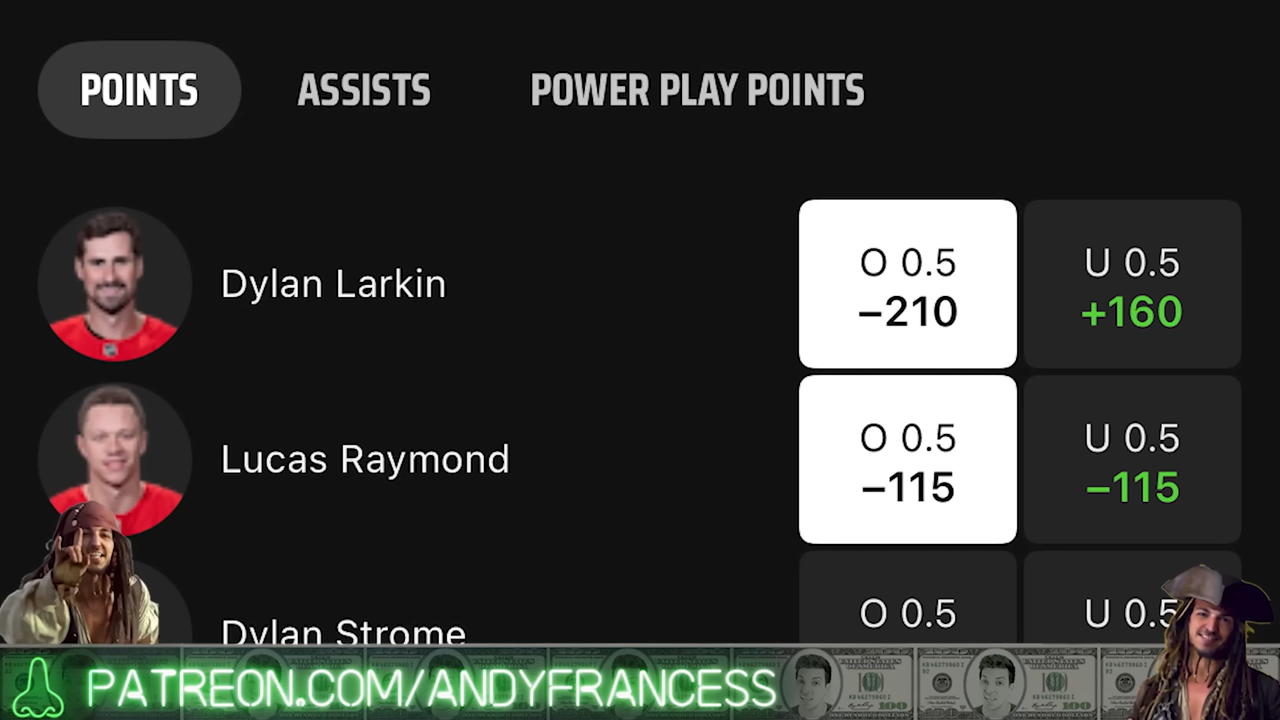 POINTS ASSISTS POWER PLAY POINTS
Dylan Larkin O 0.5 U 0.5
−210 +160
Lucas Raymond O 0.5 U 0.5
−115 −115
Dylan Strome O 0.5 U 0.5
PATREON.COM/ANDYFRANCESS